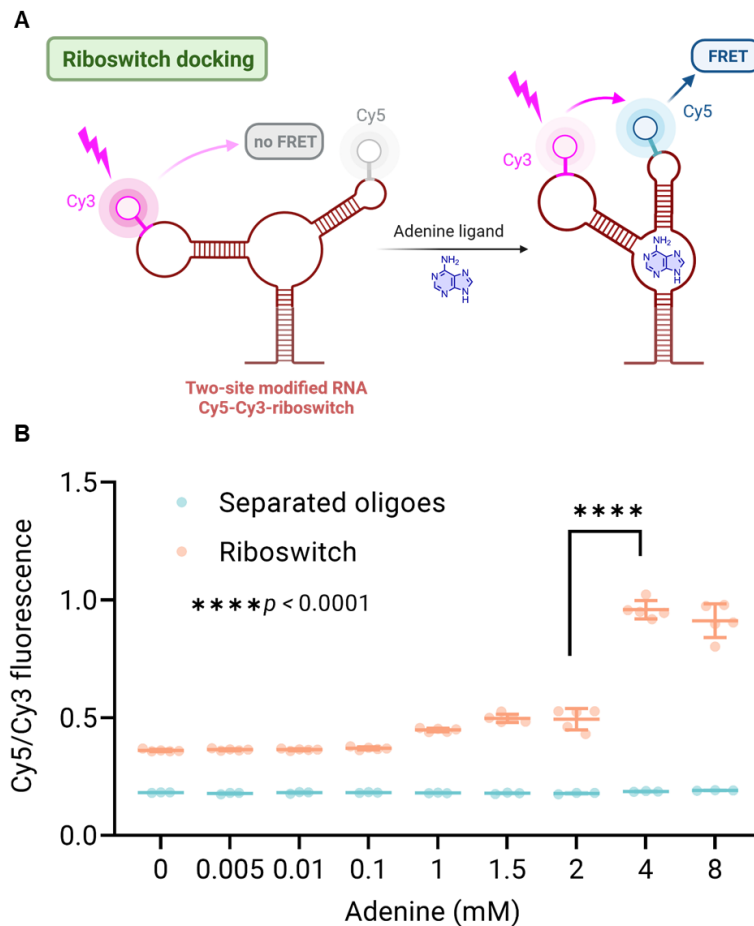 A
Riboswitch docking
FRET
Cy5
no FRET
Cy5
Cy3
Cy3
Adenine ligand
NH₂
N
N
N
N
H
NH₂
N
N
N
N
H
Two-site modified RNA
Cy5-Cy3-riboswitch
B
1.5
Separated oligoes
****
Riboswitch
**** p < 0.0001
1.0
Cy5/Cy3 fluorescence
0.5
0.0
0 0.005 0.01 0.1 1 1.5 2 4 8
Adenine (mM)